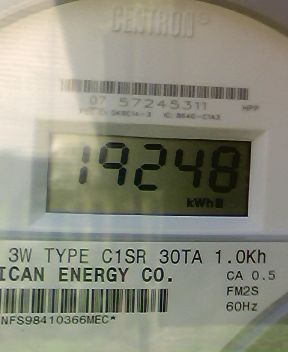 CENTRON®
07 57245311 HPP
19248
kWh
3W TYPE C1SR 30TA 1.0Kh
ICAN ENERGY CO. CA 0.5
FM2S
60Hz
NFS98410366MEC*